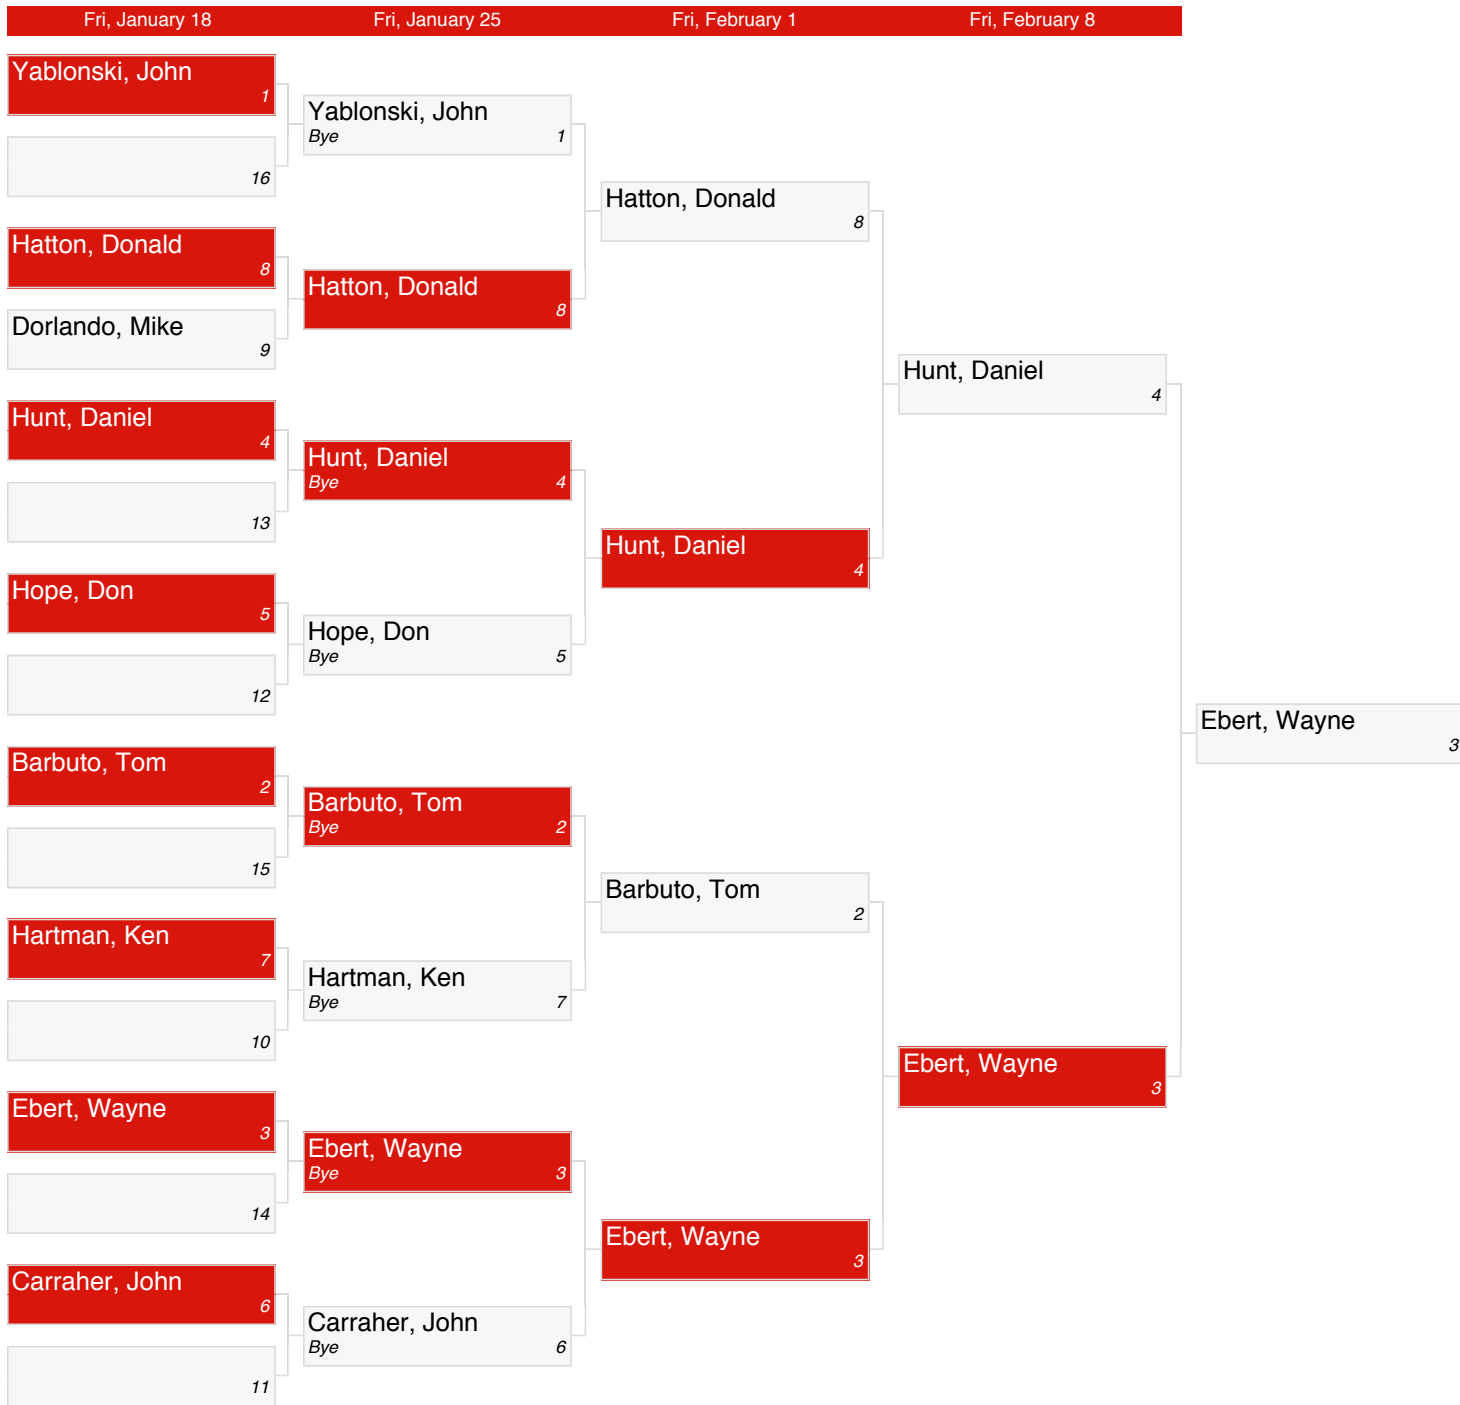 Fri, January 18
Fri, January 25
Fri, February 1
Fri, February 8
Yablonski, John
1
16
Hatton, Donald
8
Dorlando, Mike
9
Hunt, Daniel
4
13
Hope, Don
5
12
Barbuto, Tom
2
15
Hartman, Ken
7
10
Ebert, Wayne
3
14
Carraher, John
6
11
Yablonski, John
Bye 1
Hatton, Donald
8
Hunt, Daniel
Bye 4
Hope, Don
Bye 5
Barbuto, Tom
Bye 2
Hartman, Ken
Bye 7
Ebert, Wayne
Bye 3
Carraher, John
Bye 6
Hatton, Donald
8
Hunt, Daniel
4
Barbuto, Tom
2
Ebert, Wayne
3
Hunt, Daniel
4
Ebert, Wayne
3
Ebert, Wayne
3